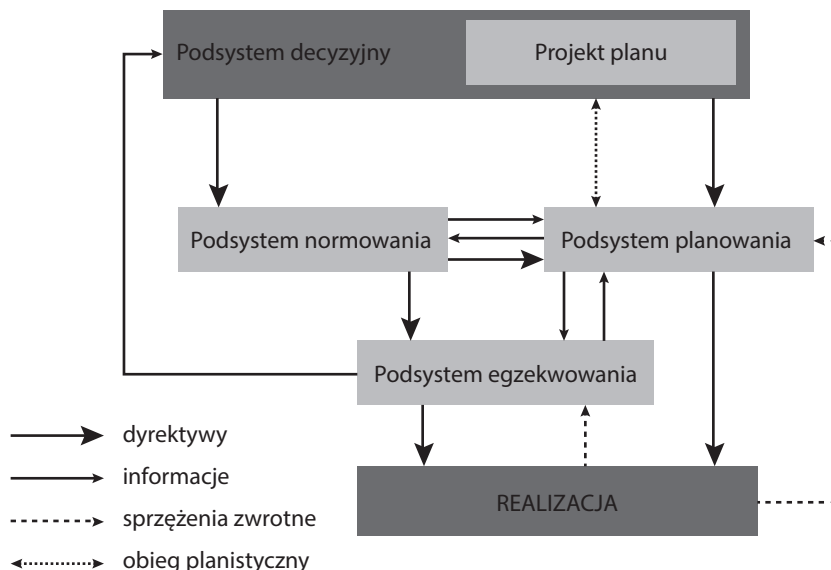 Podsystem decyzyjny
Projekt planu
Podsystem normowania
Podsystem planowania
Podsystem egzekwowania
dyrektywy
informacje
REALIZACJA
sprzężenia zwrotne
obieg planistyczny